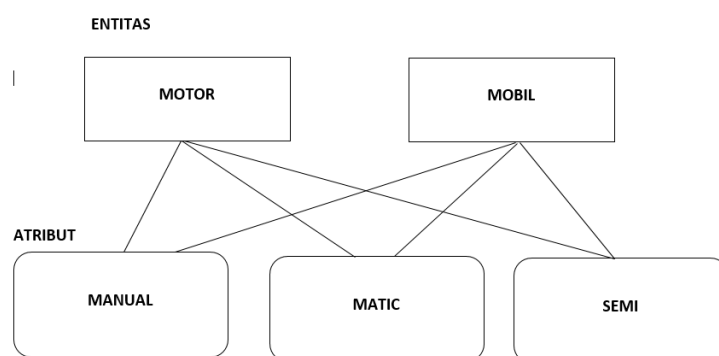 ENTITAS
MOTOR
MOBIL
ATRIBUT
MANUAL
MATIC
SEMI